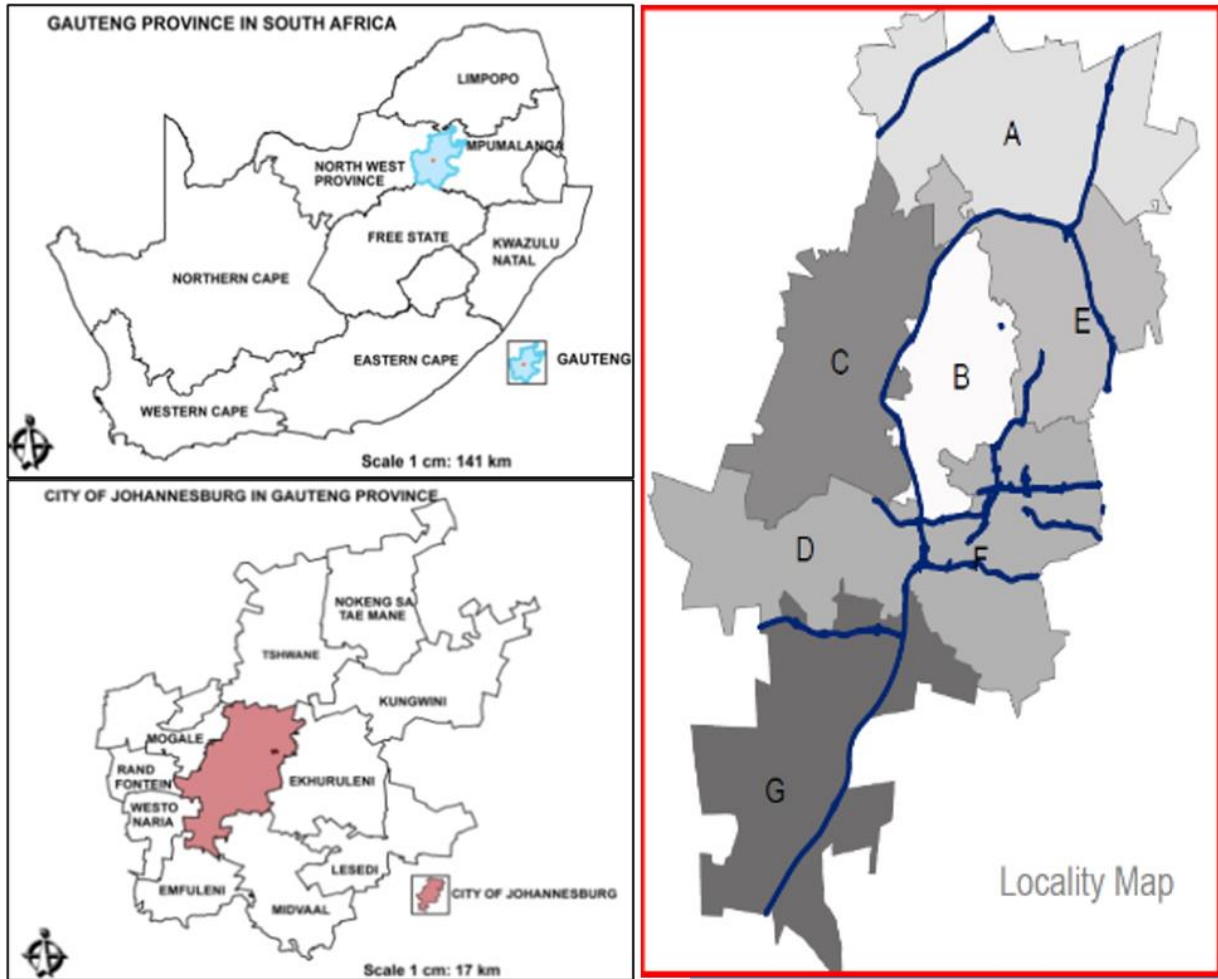 GAUTENG PROVINCE IN SOUTH AFRICA
LIMPOPO
MPUMALANGA
NORTH WEST
PROVINCE
FREE STATE
KWAZULU
NATAL
NORTHERN CAPE
EASTERN CAPE
GAUTENG
WESTERN CAPE
Scale 1 cm: 141 km
CITY OF JOHANNESBURG IN GAUTENG PROVINCE
NOKENG SA
TAE MANE
TSHWANE
KUNGWINI
MOGALE
RAND
FONTEIN
EKHURULENI
WESTO
NARIA
LESEDI
EMFULENI
CITY OF JOHANNESBURG
MIDVAAL
Scale 1 cm: 17 km
A
E
C
B
D
F
G
Locality Map